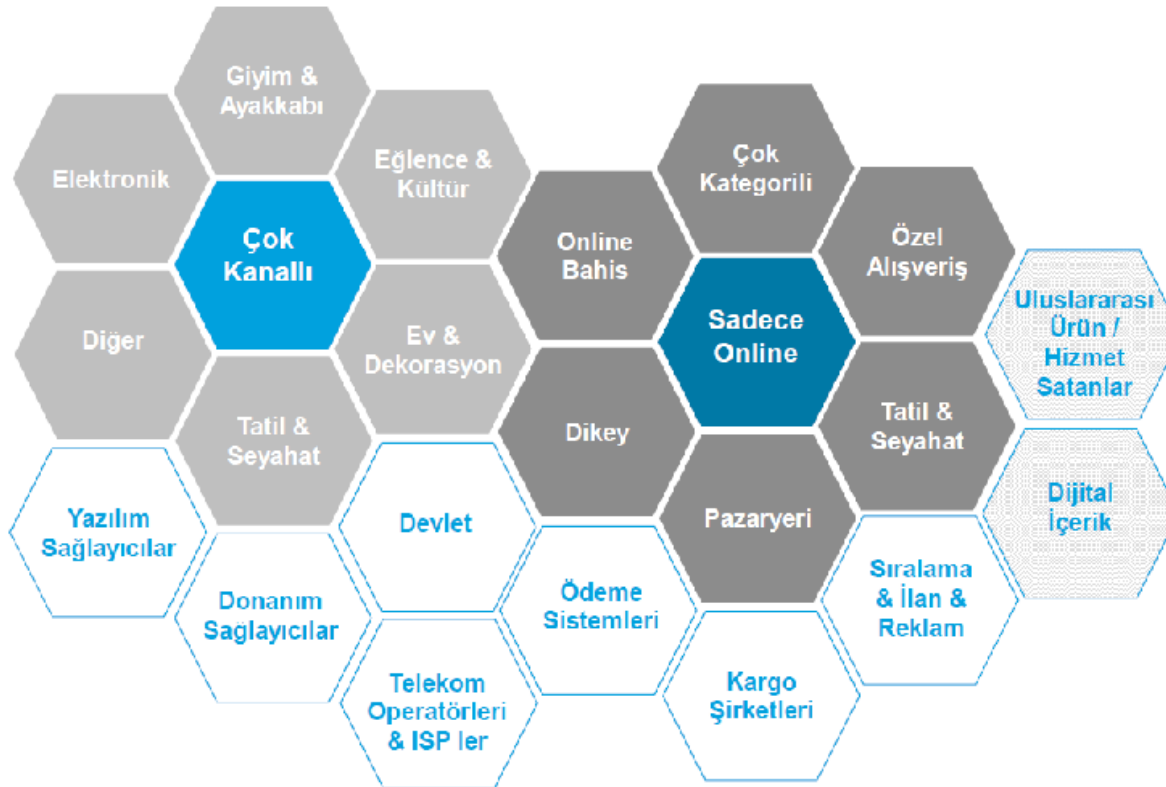 Giyim &
Ayakkabı
Elektronik
Eğlence &
Kültür
Çok
Kanallı
Diğer
Ev &
Dekorasyon
Tatil &
Seyahat
Çok
Kategorili
Online
Bahis
Özel
Alışveriş
Sadece
Online
Dikey
Tatil &
Seyahat
Pazaryeri
Uluslararası
Ürün /
Hizmet
Satanlar
Dijital
İçerik
Yazılım
Sağlayıcılar
Donanım
Sağlayıcılar
Devlet
Telekom
Operatörleri
& ISP ler
Ödeme
Sistemleri
Kargo
Şirketleri
Sıralama
& İlan &
Reklam